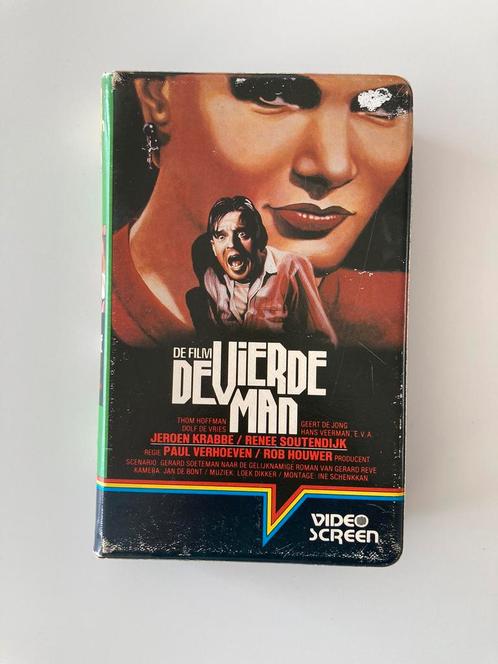 DE FILM
DE VIERDE
MAN
THOM HOFFMAN
DOLF DE VRIES
GEERT DE JONG
HANS VEERMAN, E.V.A.
JEROEN KRABBE / RENEE SOUTENDIJK
REGIE PAUL VERHOEVEN / ROB HOUWER PRODUCENT
SCENARIO: GERARD SOETEMAN NAAR DE GELIJKNAMIGE ROMAN VAN GERARD REVE
KAMERA: JAN DE BONT / MUZIEK: LOEK DIKKER / MONTAGE: INE SCHENKKAN
VIDEO
SCREEN